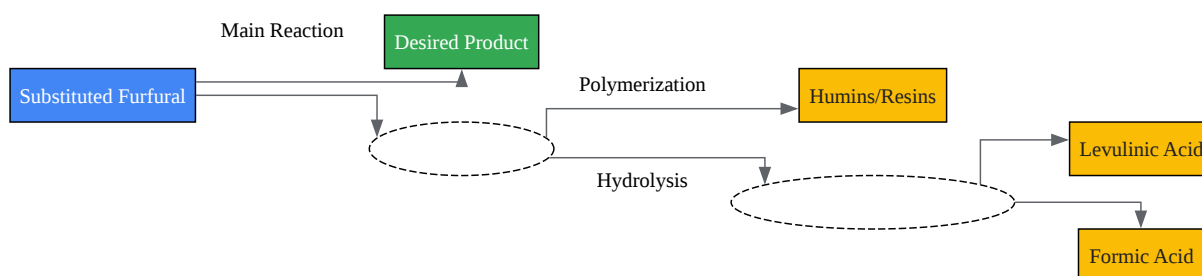 Main Reaction
Desired Product
Substituted Furfural
Polymerization
Humins/Resins
Levulinic Acid
Hydrolysis
Formic Acid